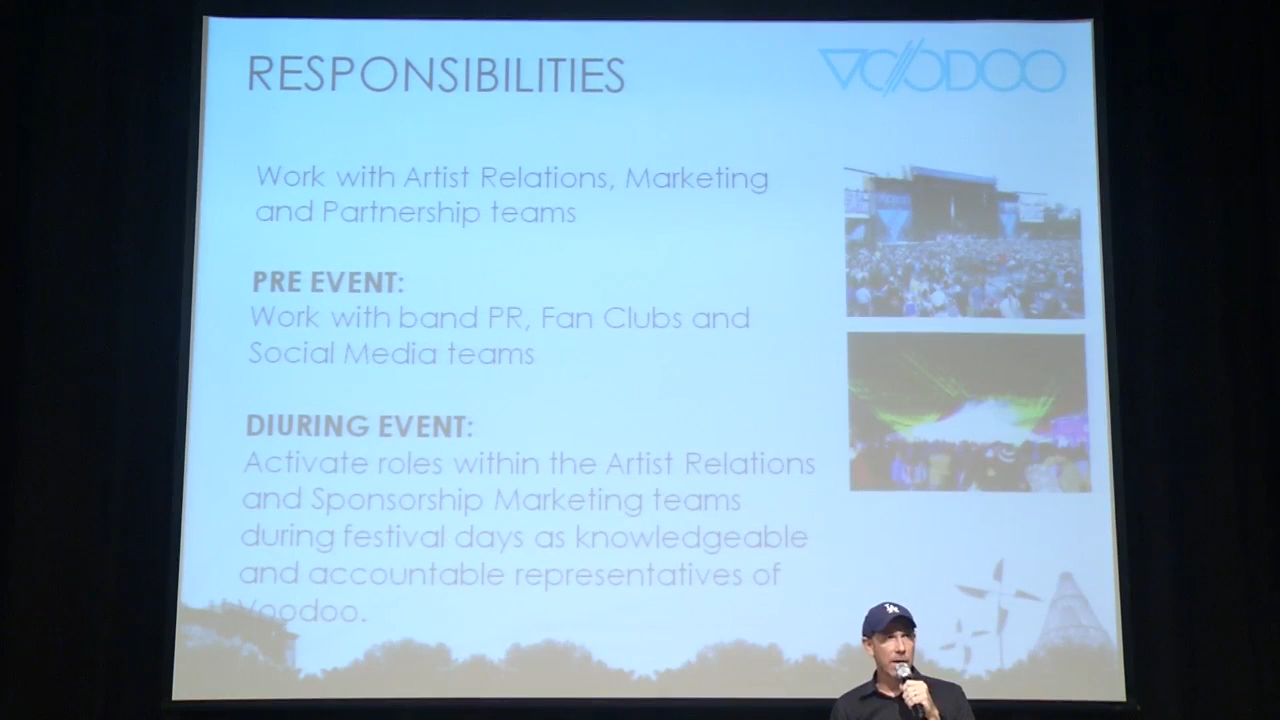 RESPONSIBILITIES
VOODOO
Work with Artist Relations, Marketing
and Partnership teams
PRE EVENT:
Work with band PR, Fan Clubs and
Social Media teams
DIURING EVENT:
Activate roles within the Artist Relations
and Sponsorship Marketing teams
during festival days as knowledgeable
and accountable representatives of
Voodoo.
LA